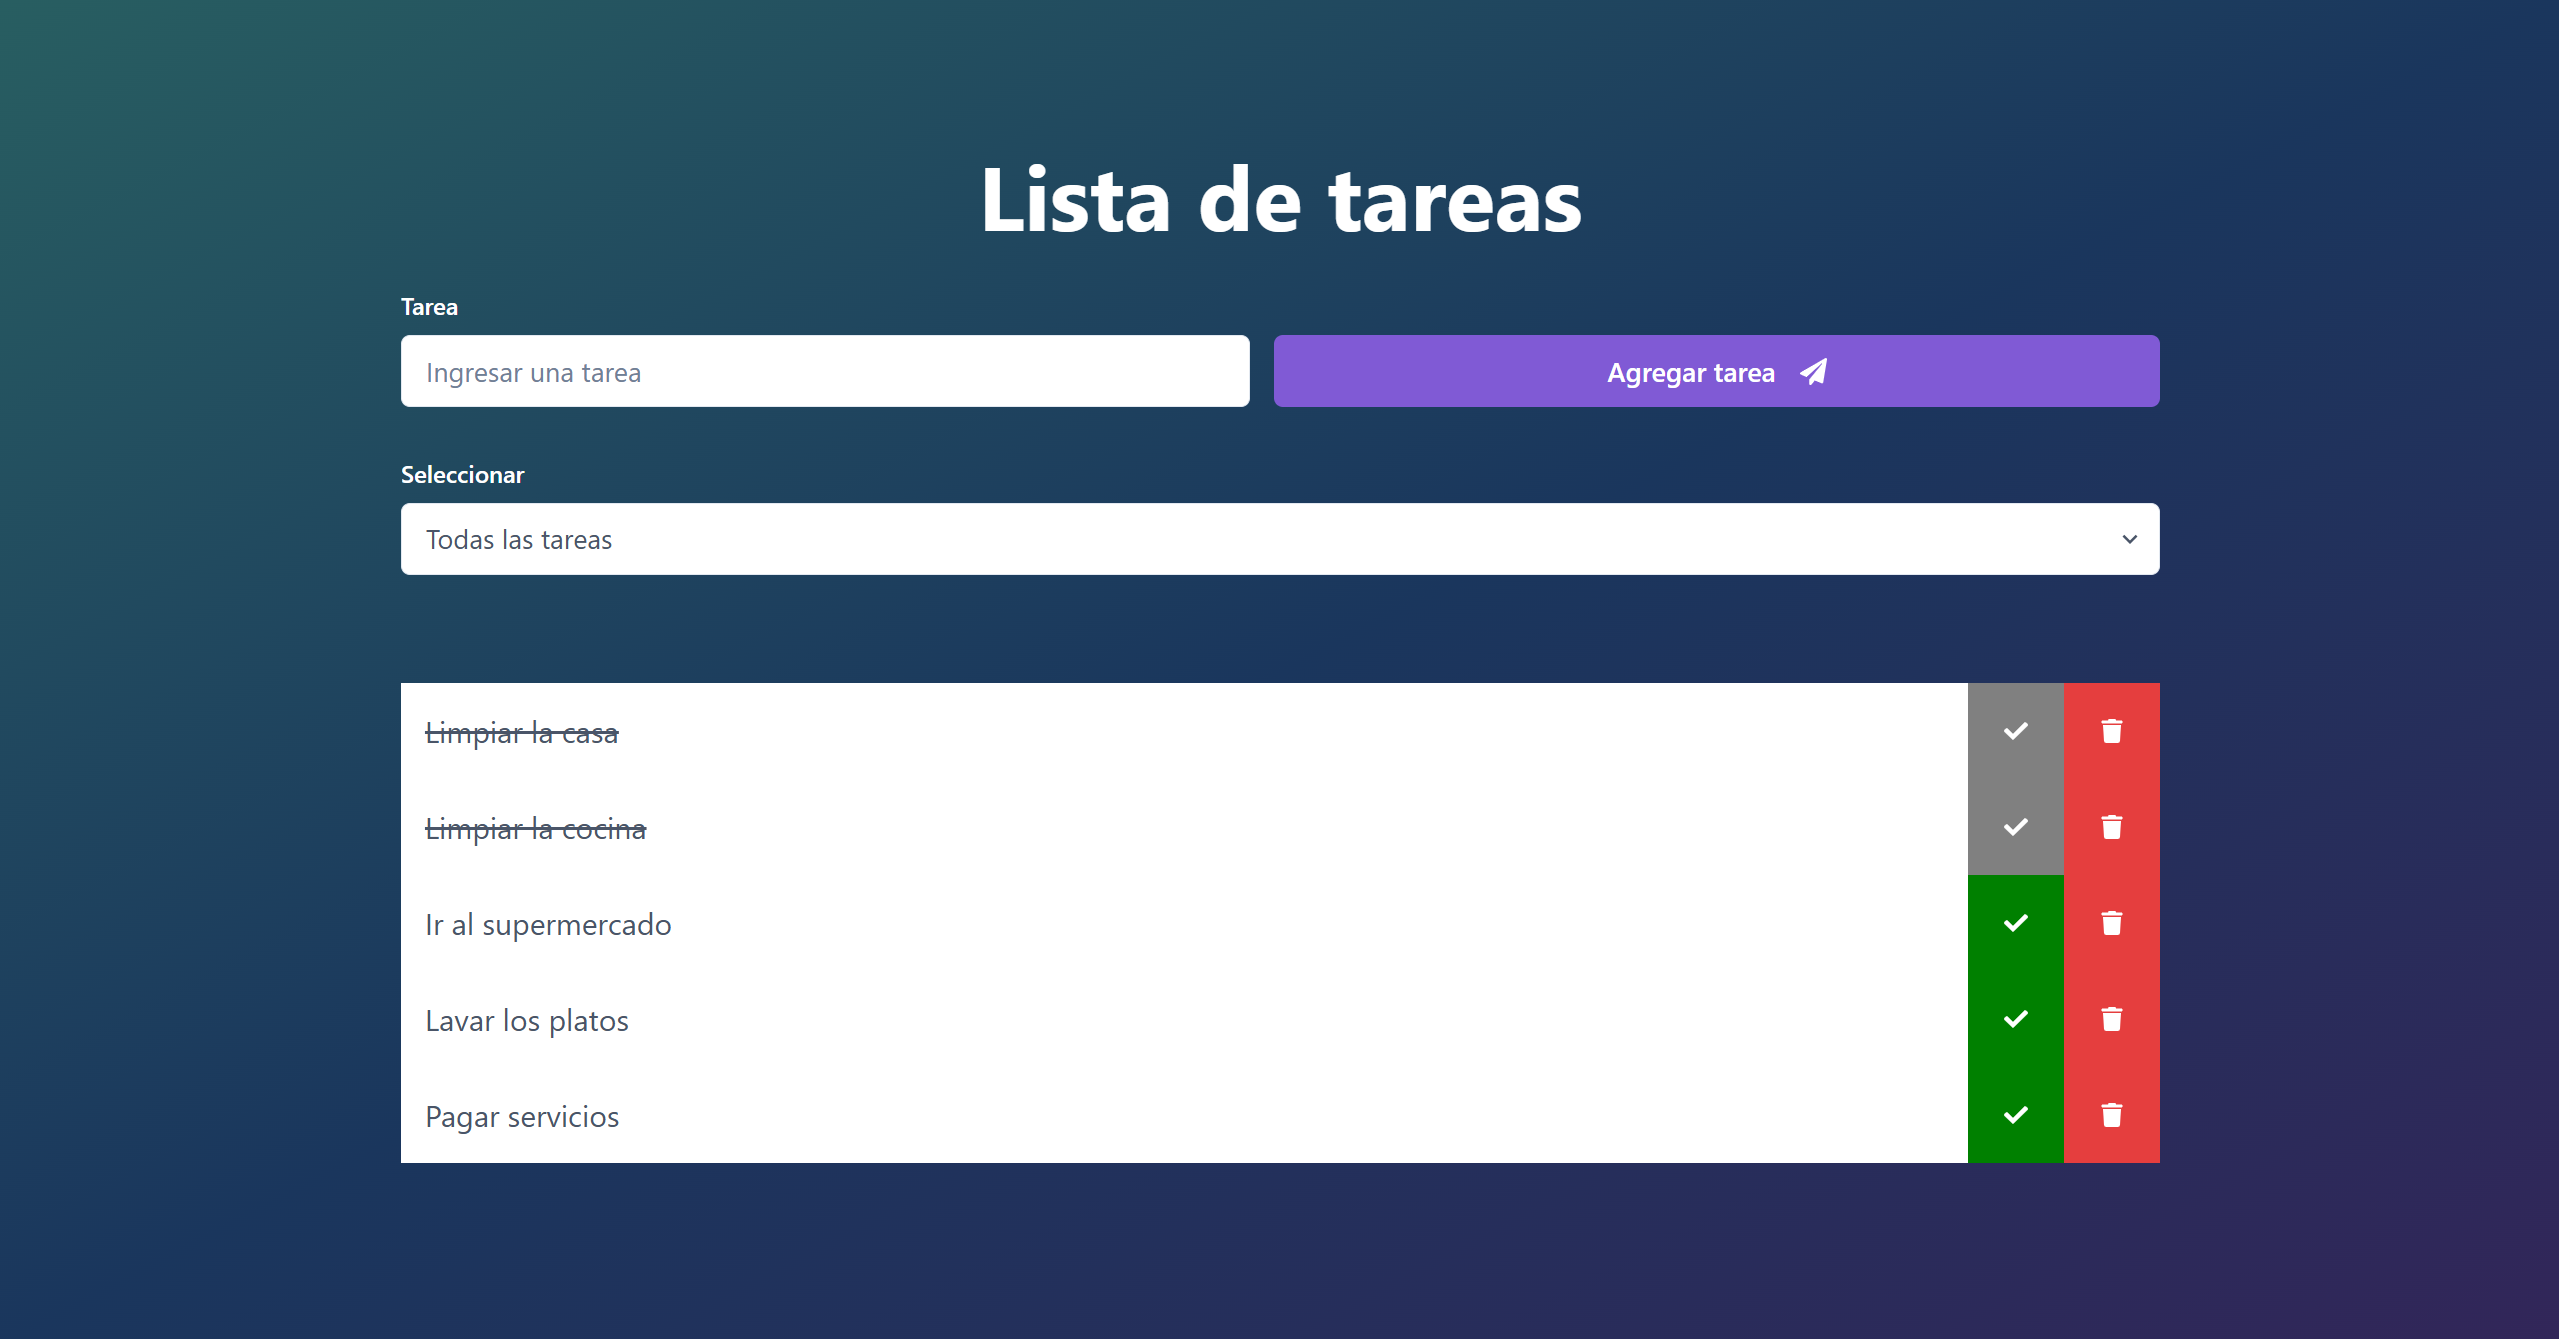 Lista de tareas
Tarea
Ingresar una tarea
Agregar tarea
Seleccionar
Todas las tareas
Limpiar la casa
Limpiar la cocina
Ir al supermercado
Lavar los platos
Pagar servicios